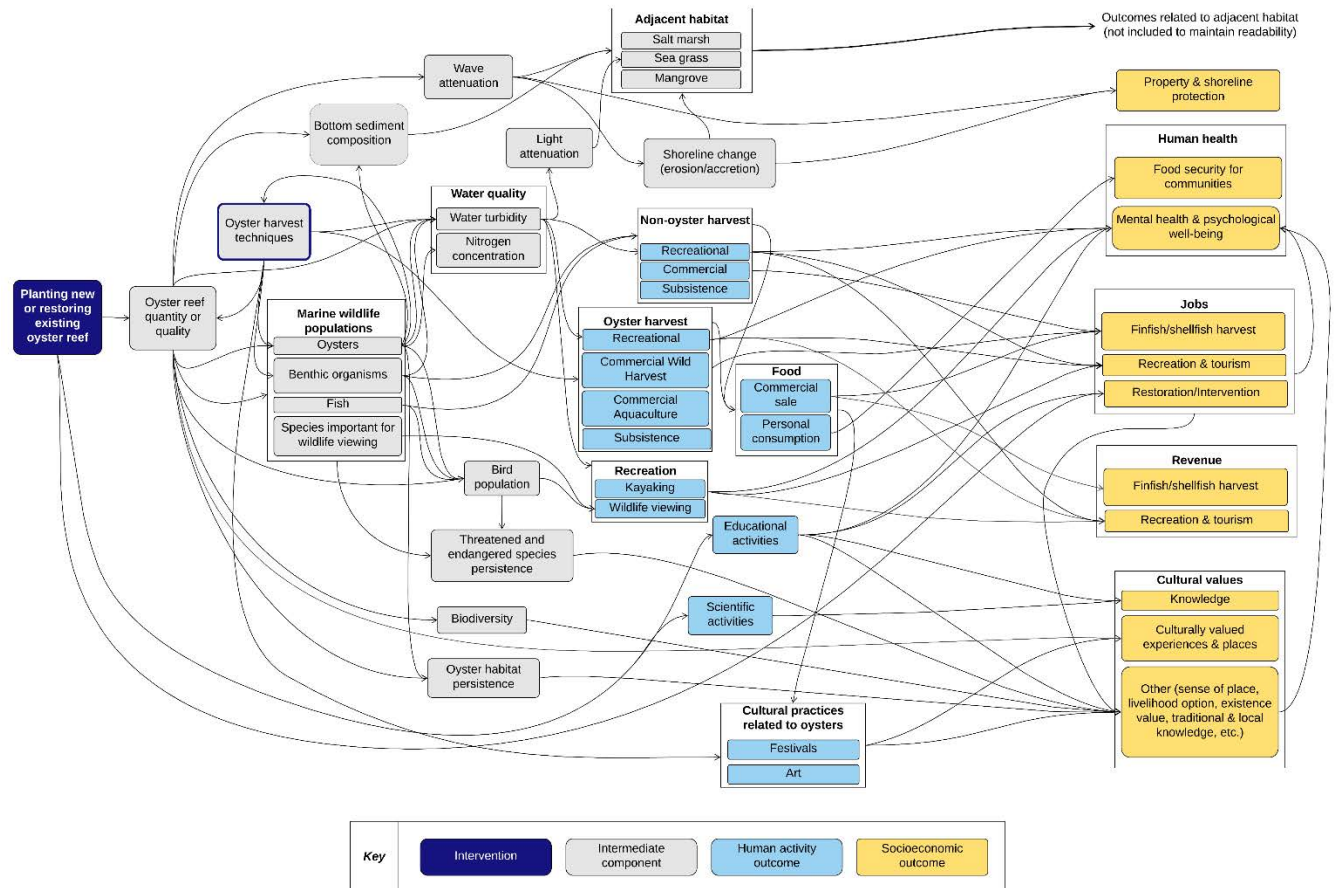 Adjacent habitat
Salt marsh
Sea grass
Mangrove
Outcomes related to adjacent habitat
(not included to maintain readability)
Wave
attenuation
Property & shoreline
protection
Bottom sediment
composition
Light
attenuation
Shoreline change
(erosion/accretion)
Human health
Food security for
communities
Mental health & psychological
well-being
Water quality
Water turbidity
Nitrogen
concentration
Oyster harvest
techniques
Non-oyster harvest
Recreational
Commercial
Subsistence
Planting new
or restoring
existing
oyster reef
Oyster reef
quantity or
quality
Marine wildlife
populations
Oysters
Benthic organisms
Fish
Species important for
wildlife viewing
Oyster harvest
Recreational
Commercial Wild
Harvest
Commercial
Aquaculture
Subsistence
Food
Commercial
sale
Personal
consumption
Jobs
Finfish/shellfish harvest
Recreation & tourism
Restoration/Intervention
Bird
population
Recreation
Kayaking
Wildlife viewing
Revenue
Finfish/shellfish harvest
Recreation & tourism
Threatened and
endangered species
persistence
Educational
activities
Biodiversity
Scientific
activities
Oyster habitat
persistence
Cultural values
Knowledge
Culturally valued
experiences & places
Other (sense of place,
livelihood option, existence
value, traditional & local
knowledge, etc.)
Cultural practices
related to oysters
Festivals
Art
Key
Intervention
Intermediate
component
Human activity
outcome
Socioeconomic
outcome